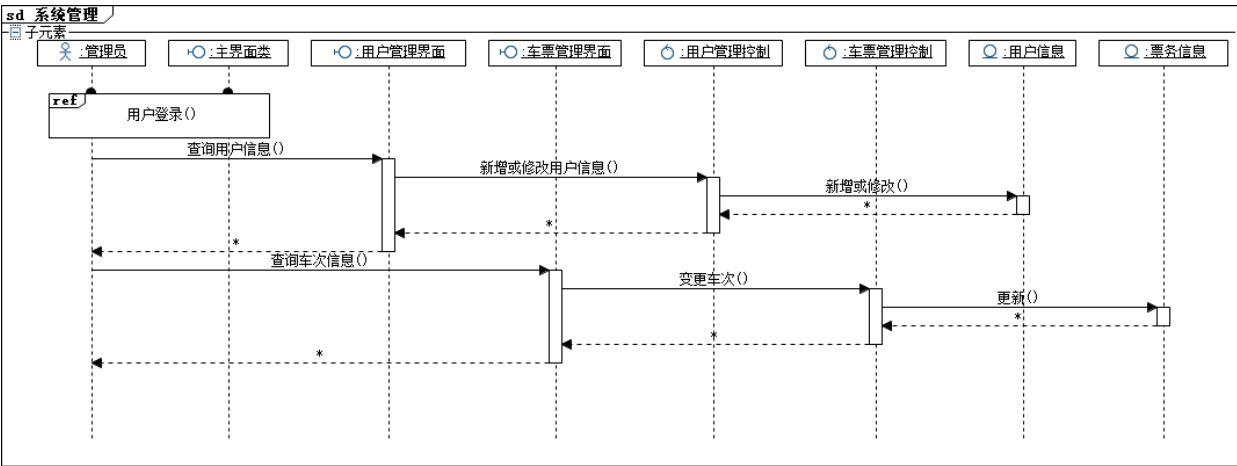 sd 系统管理
子元素
:管理员
:主界面类
:用户管理界面
:车票管理界面
:用户管理控制
:车票管理控制
:用户信息
:票务信息
ref
用户登录()
查询用户信息()
新增或修改用户信息()
新增或修改()
*
*
*
查询车次信息()
变更车次()
更新()
*
*
*